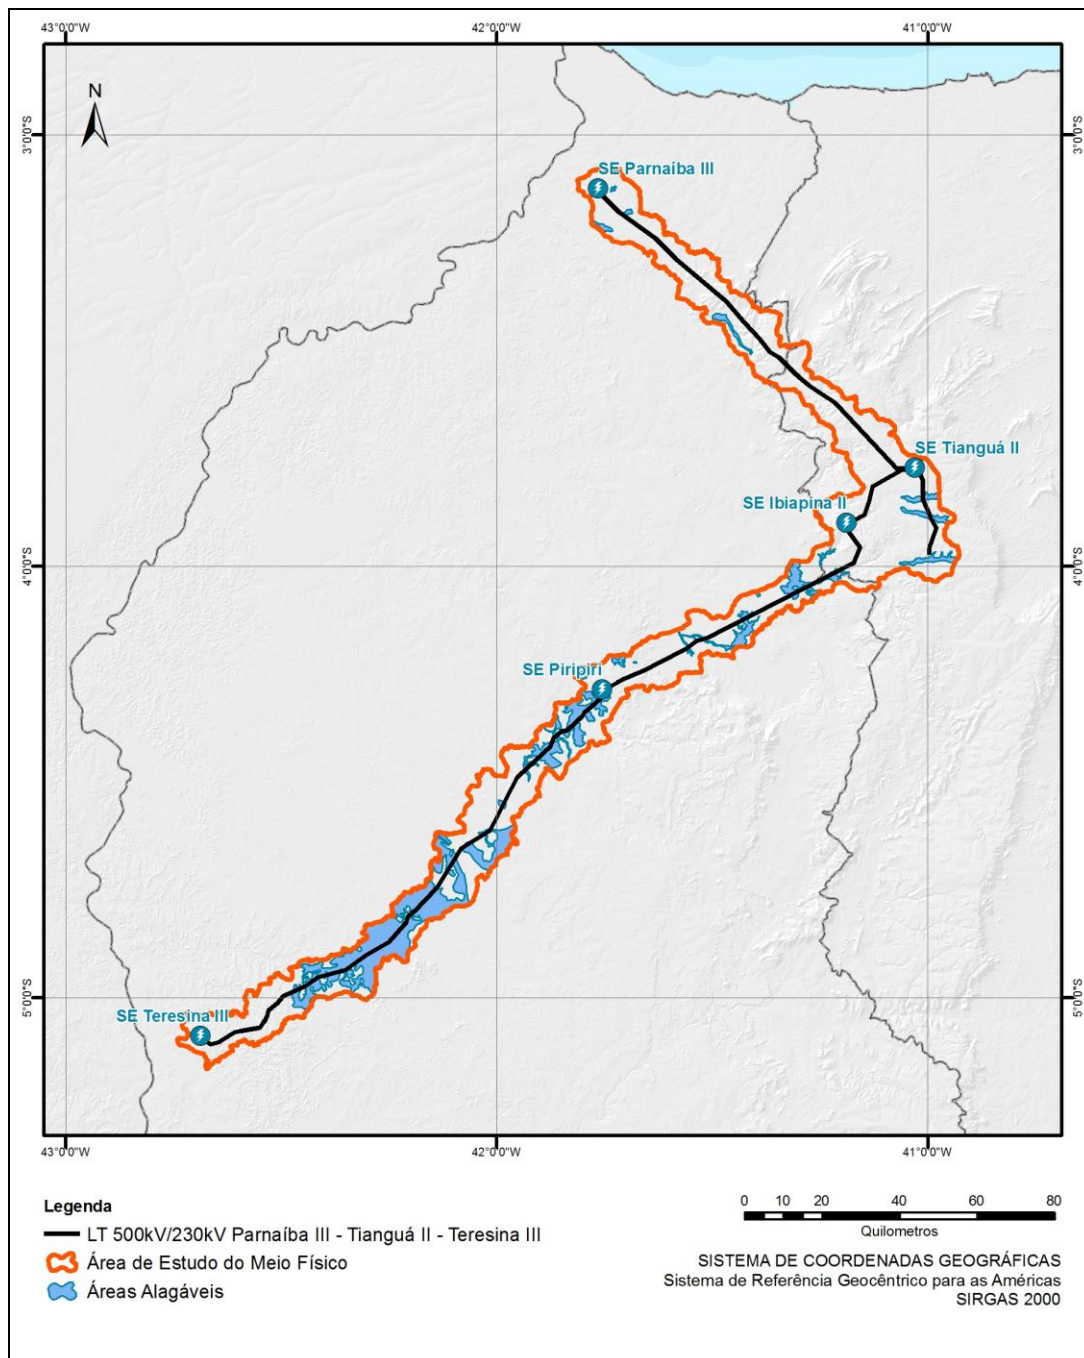 43°0'0"W 42°0'0"W 41°0'0"W
N
3°0'0"S 3°0'0"S
SE Parnaíba III
SE Tianguá II
SE Ibiapina II
4°0'0"S 4°0'0"S
SE Piripiri
5°0'0"S 5°0'0"S
SE Teresina III
43°0'0"W 42°0'0"W 41°0'0"W
Legenda
LT 500kV/230kV Parnaíba III - Tianguá II - Teresina III
Área de Estudo do Meio Físico
Áreas Alagáveis
0 10 20 40 60 80
Quilometros
SISTEMA DE COORDENADAS GEOGRÁFICAS
Sistema de Referência Geocêntrico para as Américas
SIRGAS 2000